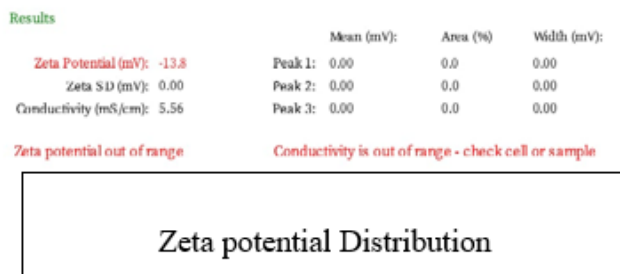 Results
Mean (mV): Area (%) Width (mV):
Zeta Potential (mV): -13.8 Peak 1: 0.00 0.0 0.00
Zeta SD (mV): 0.00 Peak 2: 0.00 0.0 0.00
Conductivity (mS/cm): 5.56 Peak 3: 0.00 0.0 0.00
Zeta potential out of range Conductivity is out of range - check cell or sample
Zeta potential Distribution